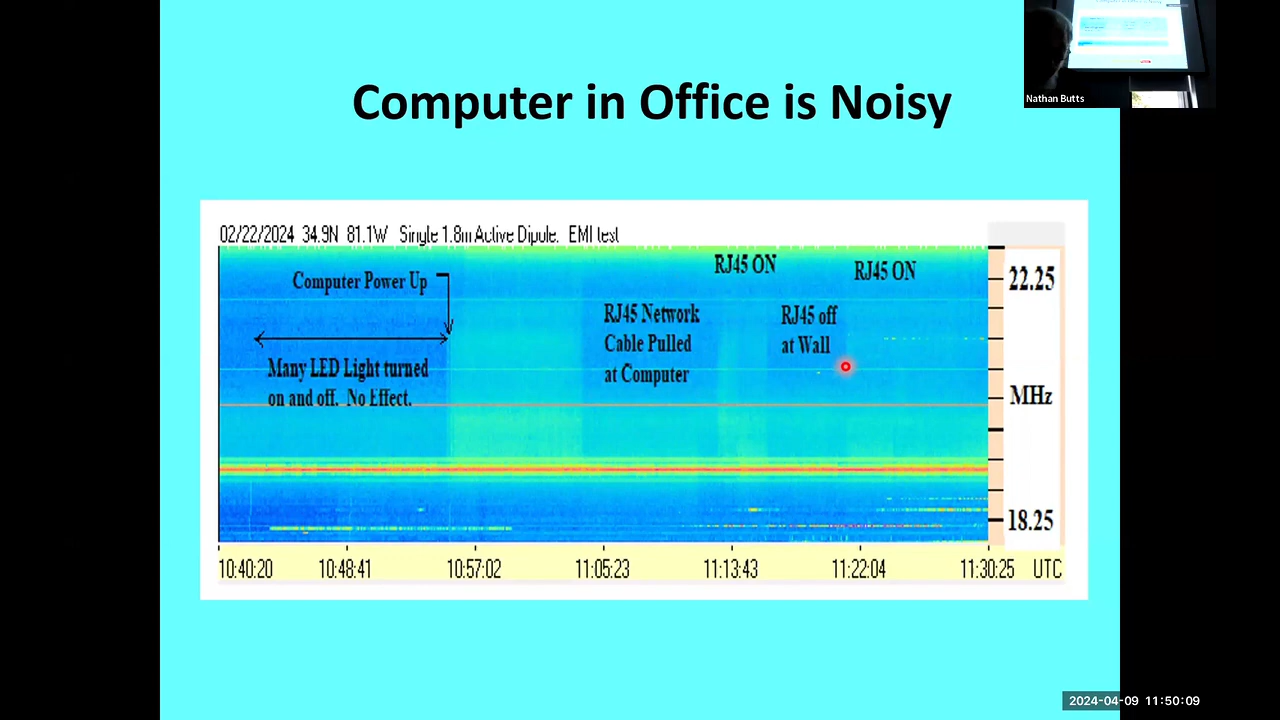 Computer in Office is Noisy
Nathan Butts
02/22/2024 34.9N 81.1W Single 1.8m Active Dipole. EMI test
RJ45 ON
RJ45 ON
Computer Power Up
22.25
RJ45 Network
Cable Pulled
at Computer
RJ45 off
at Wall
Many LED Light turned
on and off. No Effect.
MHz
18.25
10:40:20 10:48:41 10:57:02 11:05:23 11:13:43 11:22:04 11:30:25 UTC
2024-04-09 11:50:09